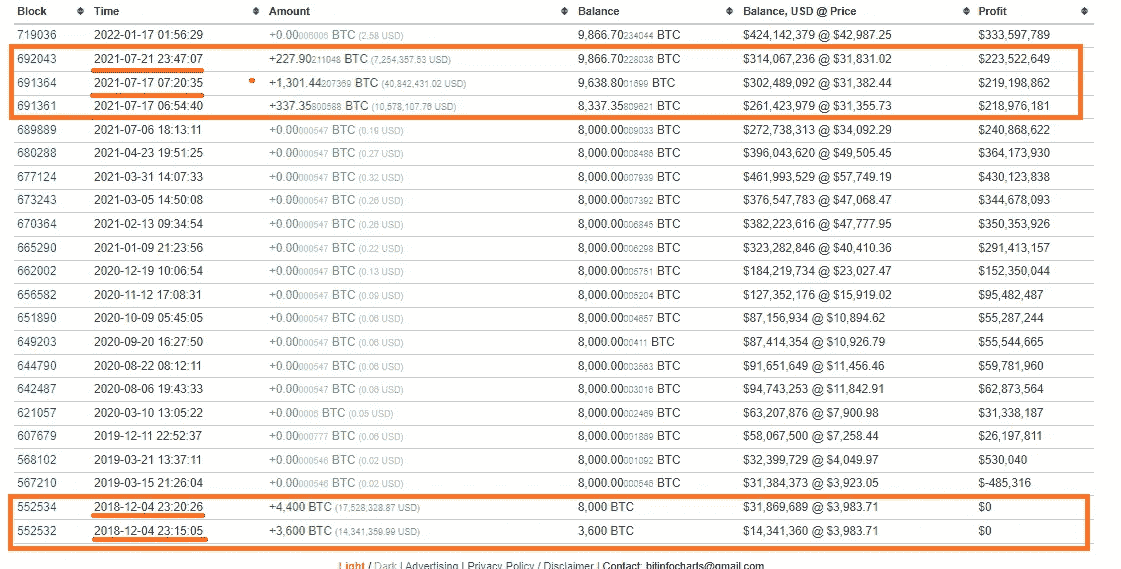 Block Time Amount Balance Balance, USD @ Price Profit
719036 2022-01-17 01:56:29 +0.00006006 BTC (2.58 USD) 9,866.70234044 BTC $424,142,379 @ $42,987.25 $333,597,789
692043 2021-07-21 23:47:07 +227.90211048 BTC (7,254,357.53 USD) 9,866.70228038 BTC $314,067,236 @ $31,831.02 $223,522,649
691364 2021-07-17 07:20:35 +1,301.44207369 BTC (40,842,431.02 USD) 9,638.8001699 BTC $302,489,092 @ $31,382.44 $219,198,862
691361 2021-07-17 06:54:40 +337.35800588 BTC (10,578,107.76 USD) 8,337.35809621 BTC $261,423,979 @ $31,355.73 $218,976,181
689889 2021-07-06 18:13:11 +0.00000547 BTC (0.19 USD) 8,000.00009033 BTC $272,738,313 @ $34,092.29 $240,868,622
680288 2021-04-23 19:51:25 +0.00000547 BTC (0.27 USD) 8,000.00008486 BTC $396,043,620 @ $49,505.45 $364,173,930
677124 2021-03-31 14:07:33 +0.00000547 BTC (0.32 USD) 8,000.00007939 BTC $461,993,529 @ $57,749.19 $430,123,838
673243 2021-03-05 14:50:08 +0.00000547 BTC (0.26 USD) 8,000.00007392 BTC $376,547,783 @ $47,068.47 $344,678,093
670364 2021-02-13 09:34:54 +0.00000547 BTC (0.26 USD) 8,000.00006845 BTC $382,223,616 @ $47,777.95 $350,353,926
665290 2021-01-09 21:23:56 +0.00000547 BTC (0.22 USD) 8,000.00006298 BTC $323,282,846 @ $40,410.36 $291,413,157
662002 2020-12-19 10:06:54 +0.00000547 BTC (0.13 USD) 8,000.00005751 BTC $184,219,734 @ $23,027.47 $152,350,044
656582 2020-11-12 17:08:31 +0.00000547 BTC (0.09 USD) 8,000.00005204 BTC $127,352,176 @ $15,919.02 $95,482,487
651890 2020-10-09 05:45:05 +0.00000547 BTC (0.06 USD) 8,000.00004657 BTC $87,156,934 @ $10,894.62 $55,287,244
649203 2020-09-20 16:27:50 +0.00000547 BTC (0.06 USD) 8,000.0000411 BTC $87,414,354 @ $10,926.79 $55,544,665
644790 2020-08-22 08:12:11 +0.00000547 BTC (0.06 USD) 8,000.00003563 BTC $91,651,649 @ $11,456.46 $59,781,960
642487 2020-08-06 19:43:33 +0.00000547 BTC (0.06 USD) 8,000.00003016 BTC $94,743,253 @ $11,842.91 $62,873,564
621057 2020-03-10 13:05:22 +0.000006 BTC (0.05 USD) 8,000.00002469 BTC $63,207,876 @ $7,900.98 $31,338,187
607679 2019-12-11 22:52:37 +0.00000777 BTC (0.06 USD) 8,000.00001869 BTC $58,067,500 @ $7,258.44 $26,197,811
568102 2019-03-21 13:37:11 +0.00000546 BTC (0.02 USD) 8,000.00001092 BTC $32,399,729 @ $4,049.97 $530,040
567210 2019-03-15 21:26:04 +0.00000546 BTC (0.02 USD) 8,000.00000546 BTC $31,384,373 @ $3,923.05 $-485,316
552534 2018-12-04 23:20:26 +4,400 BTC (17,528,328.87 USD) 8,000 BTC $31,869,689 @ $3,983.71 $0
552532 2018-12-04 23:15:05 +3,600 BTC (14,341,359.99 USD) 3,600 BTC $14,341,360 @ $3,983.71 $0
Light / Dark | Advertising | Privacy Policy / Disclaimer | Contact: bitinfocharts@gmail.com